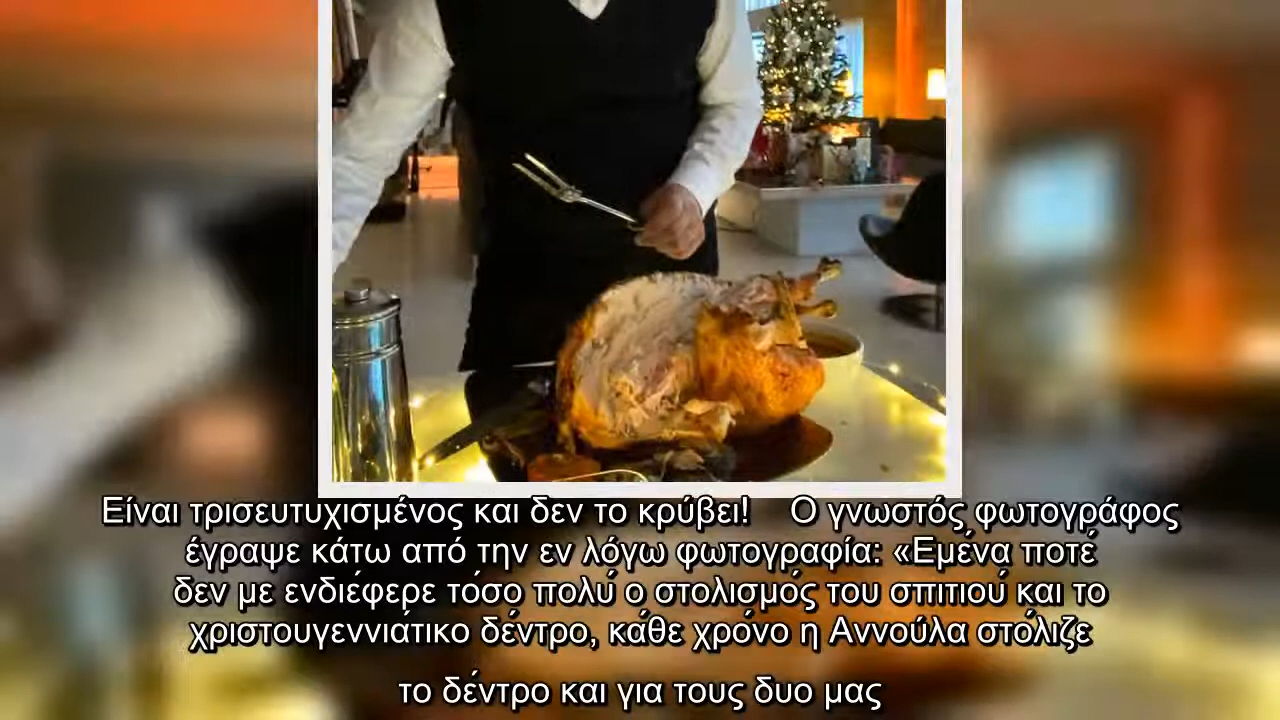 Είναι τρισευτυχισμένος και δεν το κρύβει! Ο γνωστός φωτογράφος
έγραψε κάτω από την εν λόγω φωτογραφία: «Εμένα ποτέ
δεν με ενδιέφερε τόσο πολύ ο στολισμός του σπιτιού και το
χριστουγεννιάτικο δέντρο, κάθε χρόνο η Αννούλα στόλιζε
το δέντρο και για τους δυο μας